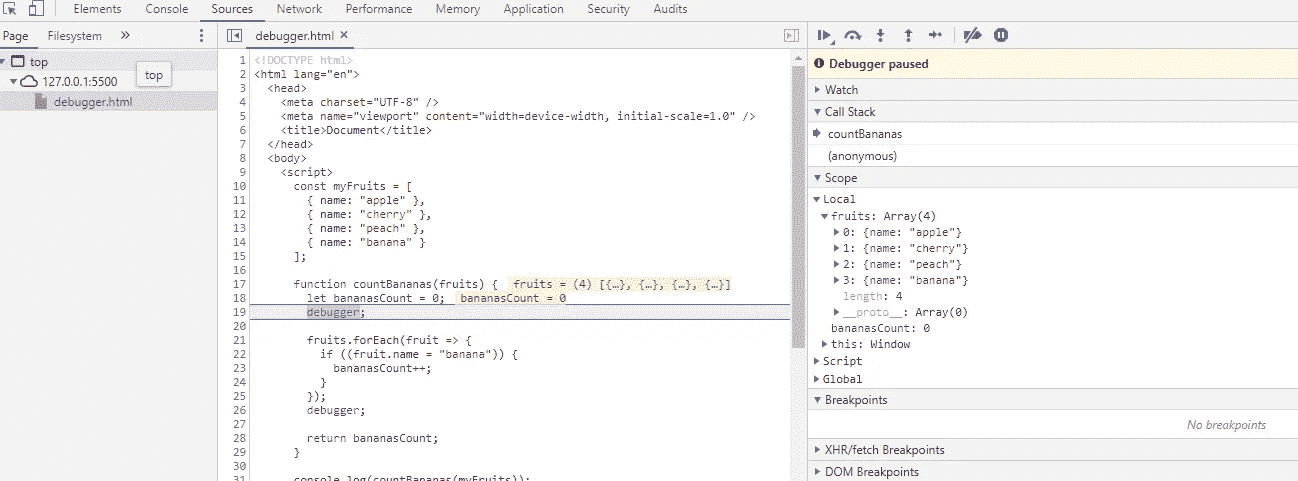 Elements Console Sources Network Performance Memory Application Security Audits
Page Filesystem »
top
127.0.0.1:5500
top
debugger.html
debugger.html ×
1 <!DOCTYPE html>
2 <html lang="en">
3 <head>
4 <meta charset="UTF-8" />
5 <meta name="viewport" content="width=device-width, initial-scale=1.0" />
6 <title>Document</title>
7 </head>
8 <body>
9 <script>
10 const myFruits = [
11 { name: "apple" },
12 { name: "cherry" },
13 { name: "peach" },
14 { name: "banana" }
15 ];
16
17 function countBananas(fruits) { fruits = (4) [{…}, {…}, {…}, {…}]
18 let bananasCount = 0; bananasCount = 0
19 debugger;
20
21 fruits.forEach(fruit => {
22 if ((fruit.name = "banana")) {
23 bananasCount++;
24 }
25 });
26 debugger;
27
28 return bananasCount;
29 }
30
31 console.log(countBananas(myFruits));
Debugger paused
Watch
Call Stack
countBananas
(anonymous)
Scope
Local
fruits: Array(4)
0: {name: "apple"}
1: {name: "cherry"}
2: {name: "peach"}
3: {name: "banana"}
length: 4
__proto__: Array(0)
bananasCount: 0
this: Window
Script
Global
Breakpoints
No breakpoints
XHR/fetch Breakpoints
DOM Breakpoints